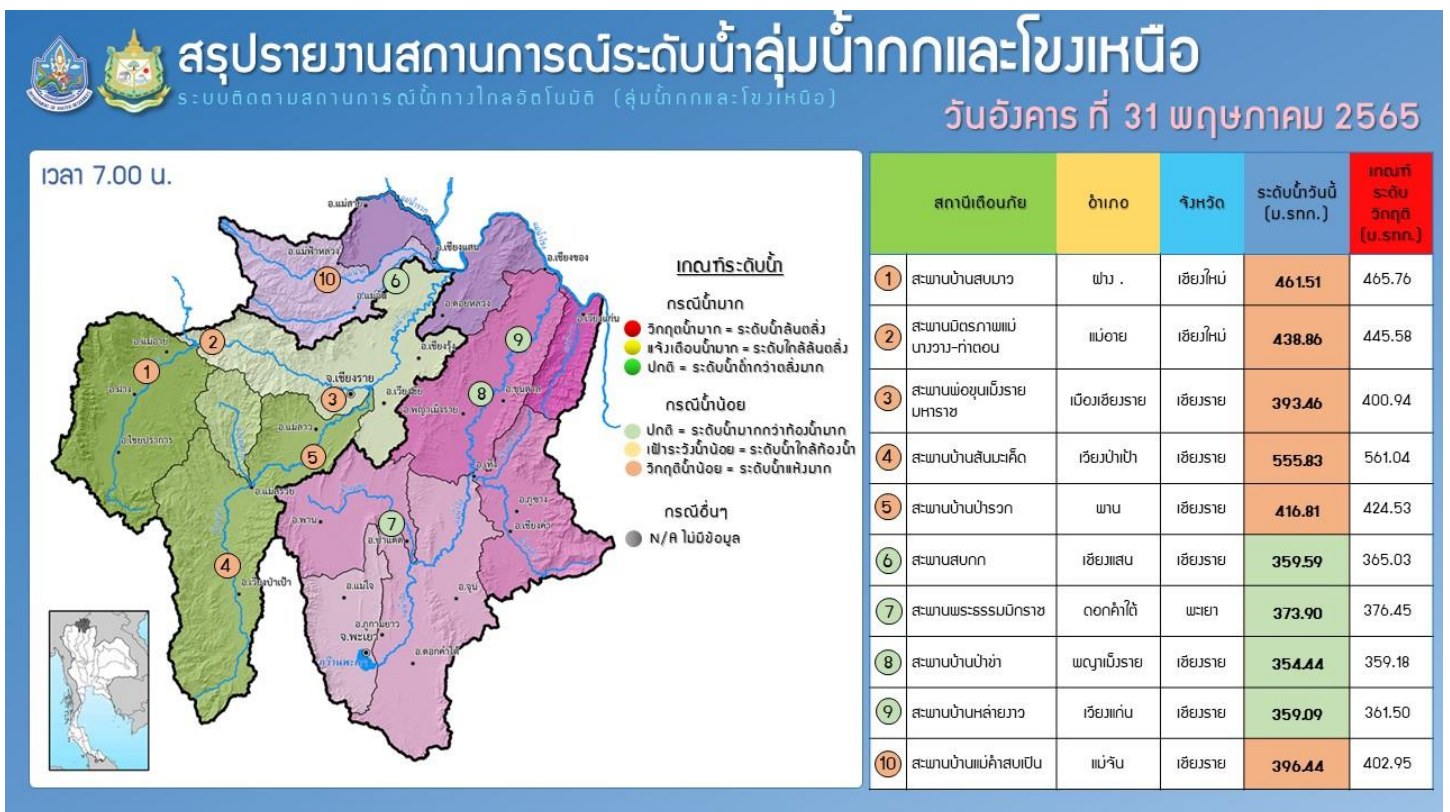 สรุปรายงานสถานการณ์ระดับน้ำลุ่มน้ำกกและโขงเหนือ
ระบบติดตามสถานการณ์น้ำทางไกลอัตโนมัติ (ลุ่มน้ำกกและโขงเหนือ)
วันอังคาร ที่ 31 พฤษภาคม 2565
เวลา 7.00 น.
อ.แม่สาย
อ.แม่ฟ้าหลวง
อ.เชียงแสน
อ.เชียงของ
10
6
อ.แม่จัน
อ.ดอยหลวง
อ.เวียงแก่น
2
9
อ.แม่อาย
อ.เชียงรุ้ง
1
จ.เชียงราย
อ.ฝาง
3
อ.เวียงชัย
8
อ.ขุนตาล
อ.พญาเม็งราย
อ.แม่ลาว
อ.ไชยปราการ
5
อ.เทิง
อ.แม่สรวย
อ.ภูซาง
อ.พาน
7
อ.เชียงคำ
อ.ป่าแดด
4
อ.เวียงป่าเป้า
อ.แม่ใจ
อ.จุน
อ.ภูกามยาว
จ.พะเยา
อ.ดอกคำใต้
เกณฑ์ระดับน้ำ
กรณีน้ำมาก
วิกฤตน้ำมาก = ระดับน้ำล้นตลิ่ง
แจ้งเตือนน้ำมาก = ระดับใกล้ล้นตลิ่ง
ปกติ = ระดับน้ำต่ำกว่าตลิ่งมาก
กรณีน้ำน้อย
ปกติ = ระดับน้ำมากกว่าท้องน้ำมาก
เฝ้าระวังน้ำน้อย = ระดับน้ำใกล้ท้องน้ำ
วิกฤติน้ำน้อย = ระดับน้ำแห้งมาก
กรณีอื่นๆ
N/A ไม่มีข้อมูล
สถานีเตือนภัย อำเภอ จังหวัด ระดับน้ำวันนี้ (ม.รทก.) เกณฑ์ระดับวิกฤติ (ม.รทก.)
1 สะพานบ้านสบมาว ฝาง . เชียงใหม่ 461.51 465.76
2 สะพานมิตรภาพแม่นางวาง-ท่าตอน แม่อาย เชียงใหม่ 438.86 445.58
3 สะพานพ่อขุนเม็งรายมหาราช เมืองเชียงราย เชียงราย 393.46 400.94
4 สะพานบ้านสันมะเค็ด เวียงป่าเป้า เชียงราย 555.83 561.04
5 สะพานบ้านป่ารวก พาน เชียงราย 416.81 424.53
6 สะพานสบกก เชียงแสน เชียงราย 359.59 365.03
7 สะพานพระธรรมมิกราช ดอกคำใต้ พะเยา 373.90 376.45
8 สะพานบ้านป่าข่า พญาเม็งราย เชียงราย 354.44 359.18
9 สะพานบ้านหล่ายงาว เวียงแก่น เชียงราย 359.09 361.50
10 สะพานบ้านแม่คำสบเปิน แม่จัน เชียงราย 396.44 402.95